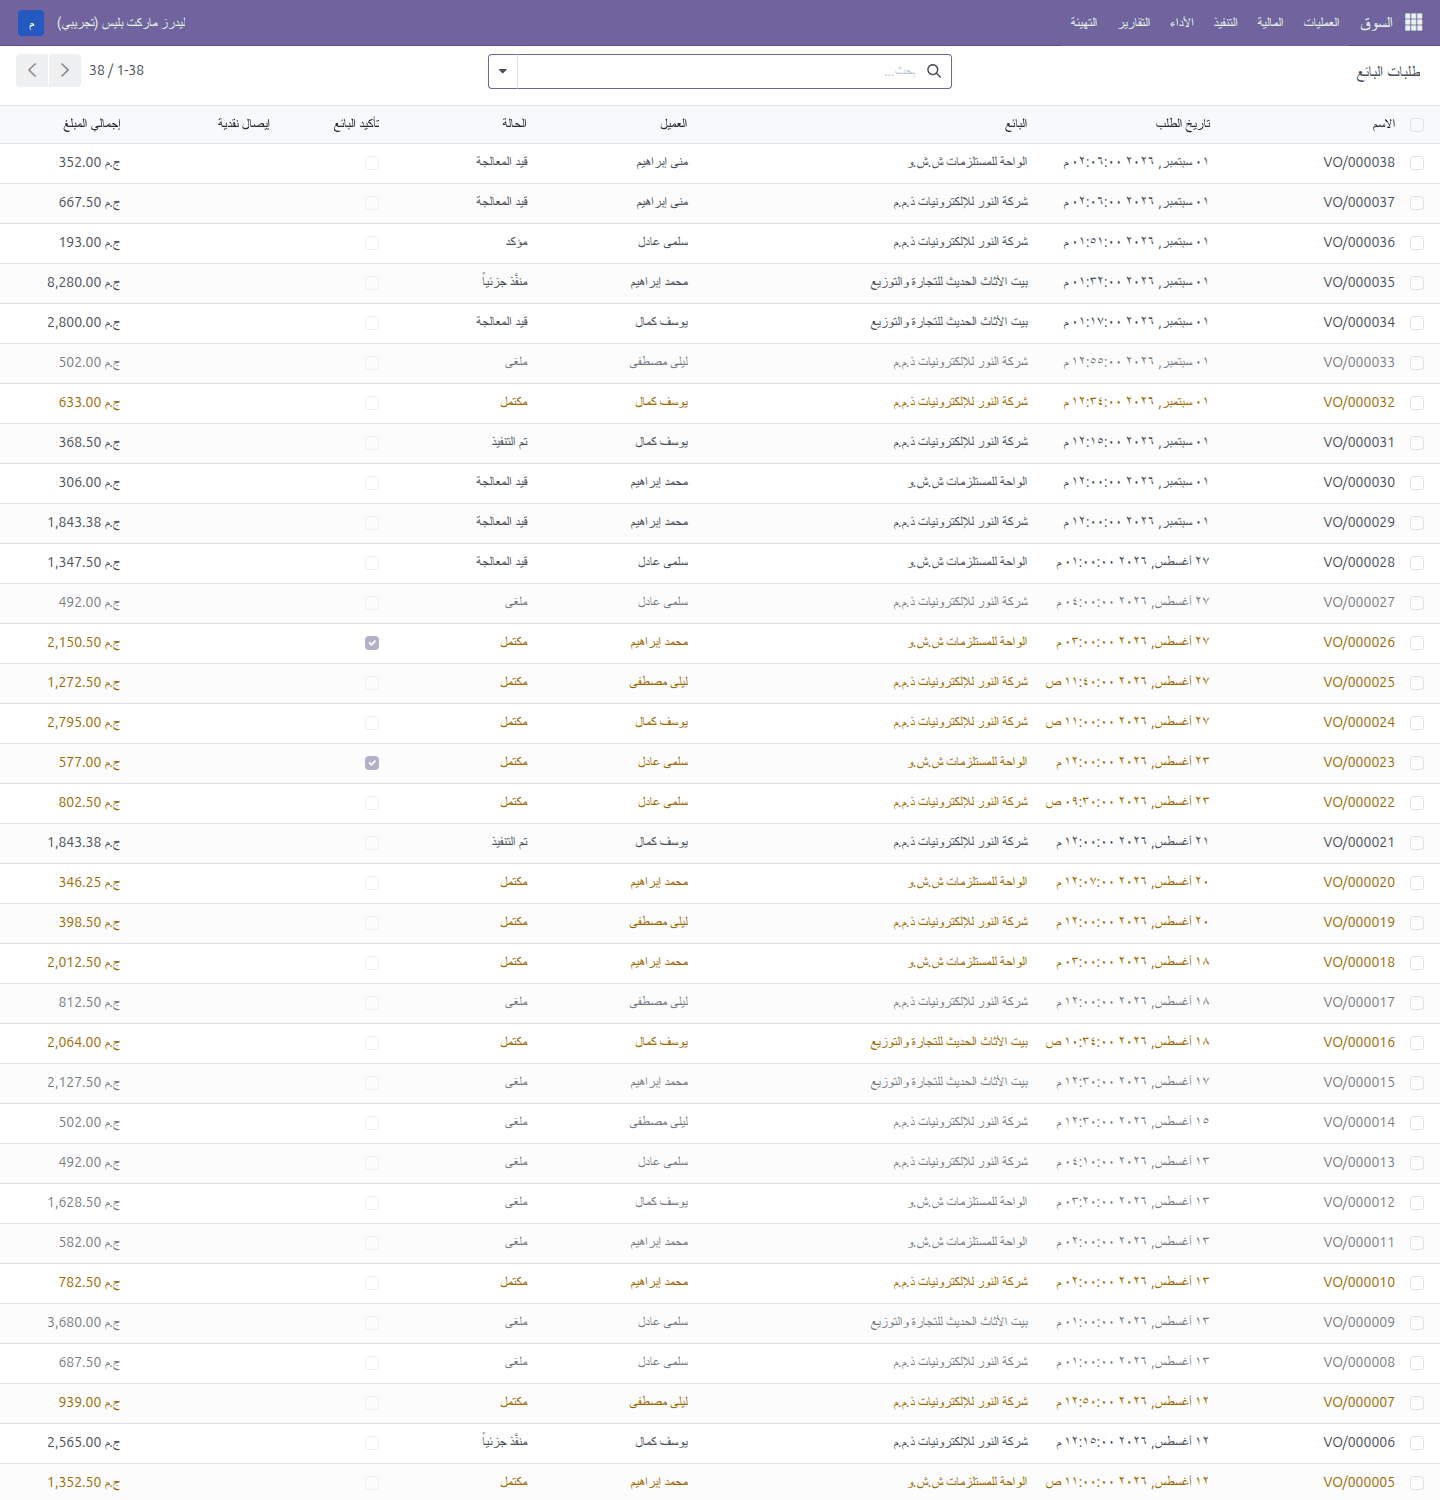 السوق العمليات المالية التنفيذ الأداء التقارير التهيئة ليدرز ماركت بليس (تجريبي) م
طلبات البائع بحث... 1-38 / 38
الاسم تاريخ الطلب البائع العميل الحالة تأكيد البائع إيصال نقدية إجمالي المبلغ
VO/000038 ٠١ سبتمبر, ٢٠٢٦ ٠٢:٠٦:٠٠ م الواحة للمستلزمات ش.ش.و منى إبراهيم قيد المعالجة 352.00 ج.م
VO/000037 ٠١ سبتمبر, ٢٠٢٦ ٠٢:٠٦:٠٠ م شركة النور للإلكترونيات ذ.م.م منى إبراهيم قيد المعالجة 667.50 ج.م
VO/000036 ٠١ سبتمبر, ٢٠٢٦ ٠١:٥١:٠٠ م شركة النور للإلكترونيات ذ.م.م سلمى عادل مؤكد 193.00 ج.م
VO/000035 ٠١ سبتمبر, ٢٠٢٦ ٠١:٣٢:٠٠ م بيت الأثاث الحديث للتجارة والتوزيع محمد إبراهيم منفَّذ جزئياً 8,280.00 ج.م
VO/000034 ٠١ سبتمبر, ٢٠٢٦ ٠١:١٧:٠٠ م بيت الأثاث الحديث للتجارة والتوزيع يوسف كمال قيد المعالجة 2,800.00 ج.م
VO/000033 ٠١ سبتمبر, ٢٠٢٦ ١٢:٥٥:٠٠ م شركة النور للإلكترونيات ذ.م.م ليلى مصطفى ملغى 502.00 ج.م
VO/000032 ٠١ سبتمبر, ٢٠٢٦ ١٢:٣٤:٠٠ م شركة النور للإلكترونيات ذ.م.م يوسف كمال مكتمل 633.00 ج.م
VO/000031 ٠١ سبتمبر, ٢٠٢٦ ١٢:١٥:٠٠ م شركة النور للإلكترونيات ذ.م.م يوسف كمال تم التنفيذ 368.50 ج.م
VO/000030 ٠١ سبتمبر, ٢٠٢٦ ١٢:٠٠:٠٠ م الواحة للمستلزمات ش.ش.و محمد إبراهيم قيد المعالجة 306.00 ج.م
VO/000029 ٠١ سبتمبر, ٢٠٢٦ ١٢:٠٠:٠٠ م شركة النور للإلكترونيات ذ.م.م محمد إبراهيم قيد المعالجة 1,843.38 ج.م
VO/000028 ٢٧ أغسطس, ٢٠٢٦ ٠١:٠٠:٠٠ م الواحة للمستلزمات ش.ش.و سلمى عادل قيد المعالجة 1,347.50 ج.م
VO/000027 ٢٧ أغسطس, ٢٠٢٦ ٠٤:٠٠:٠٠ م شركة النور للإلكترونيات ذ.م.م سلمى عادل ملغى 492.00 ج.م
VO/000026 ٢٧ أغسطس, ٢٠٢٦ ٠٣:٠٠:٠٠ م الواحة للمستلزمات ش.ش.و محمد إبراهيم مكتمل 2,150.50 ج.م
VO/000025 ٢٧ أغسطس, ٢٠٢٦ ١١:٤٠:٠٠ ص شركة النور للإلكترونيات ذ.م.م ليلى مصطفى مكتمل 1,272.50 ج.م
VO/000024 ٢٧ أغسطس, ٢٠٢٦ ١١:٠٠:٠٠ ص شركة النور للإلكترونيات ذ.م.م يوسف كمال مكتمل 2,795.00 ج.م
VO/000023 ٢٣ أغسطس, ٢٠٢٦ ١٢:٠٠:٠٠ م الواحة للمستلزمات ش.ش.و سلمى عادل مكتمل 577.00 ج.م
VO/000022 ٢٣ أغسطس, ٢٠٢٦ ٠٩:٣٠:٠٠ ص شركة النور للإلكترونيات ذ.م.م سلمى عادل مكتمل 802.50 ج.م
VO/000021 ٢١ أغسطس, ٢٠٢٦ ١٢:٠٠:٠٠ م شركة النور للإلكترونيات ذ.م.م يوسف كمال تم التنفيذ 1,843.38 ج.م
VO/000020 ٢٠ أغسطس, ٢٠٢٦ ١٢:٠٧:٠٠ م الواحة للمستلزمات ش.ش.و محمد إبراهيم مكتمل 346.25 ج.م
VO/000019 ٢٠ أغسطس, ٢٠٢٦ ١٢:٠٠:٠٠ م شركة النور للإلكترونيات ذ.م.م ليلى مصطفى مكتمل 398.50 ج.م
VO/000018 ١٨ أغسطس, ٢٠٢٦ ٠٣:٠٠:٠٠ م الواحة للمستلزمات ش.ش.و محمد إبراهيم مكتمل 2,012.50 ج.م
VO/000017 ١٨ أغسطس, ٢٠٢٦ ١٢:٠٠:٠٠ م شركة النور للإلكترونيات ذ.م.م ليلى مصطفى ملغى 812.50 ج.م
VO/000016 ١٨ أغسطس, ٢٠٢٦ ١٠:٣٤:٠٠ ص بيت الأثاث الحديث للتجارة والتوزيع يوسف كمال مكتمل 2,064.00 ج.م
VO/000015 ١٧ أغسطس, ٢٠٢٦ ١٢:٣٠:٠٠ م بيت الأثاث الحديث للتجارة والتوزيع محمد إبراهيم ملغى 2,127.50 ج.م
VO/000014 ١٥ أغسطس, ٢٠٢٦ ١٢:٣٠:٠٠ م شركة النور للإلكترونيات ذ.م.م ليلى مصطفى ملغى 502.00 ج.م
VO/000013 ١٣ أغسطس, ٢٠٢٦ ٠٤:١٠:٠٠ م شركة النور للإلكترونيات ذ.م.م سلمى عادل ملغى 492.00 ج.م
VO/000012 ١٣ أغسطس, ٢٠٢٦ ٠٣:٢٠:٠٠ م الواحة للمستلزمات ش.ش.و يوسف كمال ملغى 1,628.50 ج.م
VO/000011 ١٣ أغسطس, ٢٠٢٦ ٠٢:٠٠:٠٠ م الواحة للمستلزمات ش.ش.و محمد إبراهيم ملغى 582.00 ج.م
VO/000010 ١٣ أغسطس, ٢٠٢٦ ٠٢:٠٠:٠٠ م شركة النور للإلكترونيات ذ.م.م محمد إبراهيم مكتمل 782.50 ج.م
VO/000009 ١٣ أغسطس, ٢٠٢٦ ٠١:٠٠:٠٠ م بيت الأثاث الحديث للتجارة والتوزيع سلمى عادل ملغى 3,680.00 ج.م
VO/000008 ١٣ أغسطس, ٢٠٢٦ ٠١:٠٠:٠٠ م شركة النور للإلكترونيات ذ.م.م سلمى عادل ملغى 687.50 ج.م
VO/000007 ١٢ أغسطس, ٢٠٢٦ ١٢:٥٠:٠٠ م شركة النور للإلكترونيات ذ.م.م ليلى مصطفى مكتمل 939.00 ج.م
VO/000006 ١٢ أغسطس, ٢٠٢٦ ١٢:١٥:٠٠ م شركة النور للإلكترونيات ذ.م.م يوسف كمال منفَّذ جزئياً 2,565.00 ج.م
VO/000005 ١٢ أغسطس, ٢٠٢٦ ١١:٠٠:٠٠ ص الواحة للمستلزمات ش.ش.و محمد إبراهيم مكتمل 1,352.50 ج.م